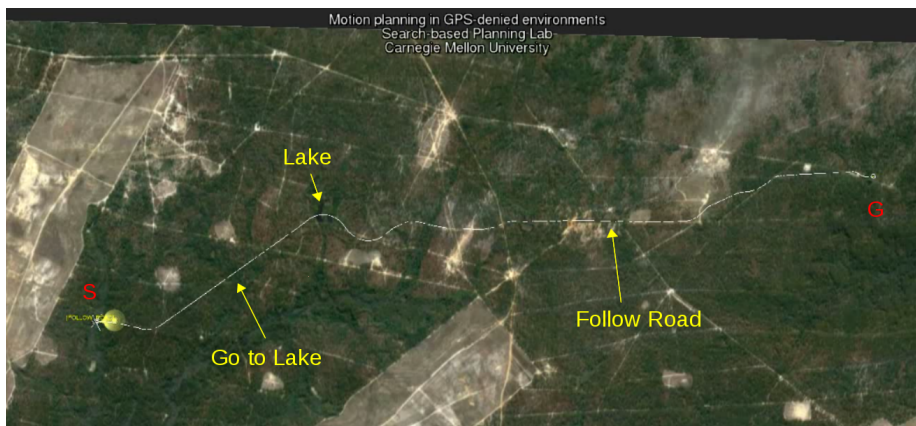 Motion planning in GPS-denied environments
Search-based Planning Lab
Carnegie Mellon University
Lake
G
S
Follow Road
Go to Lake